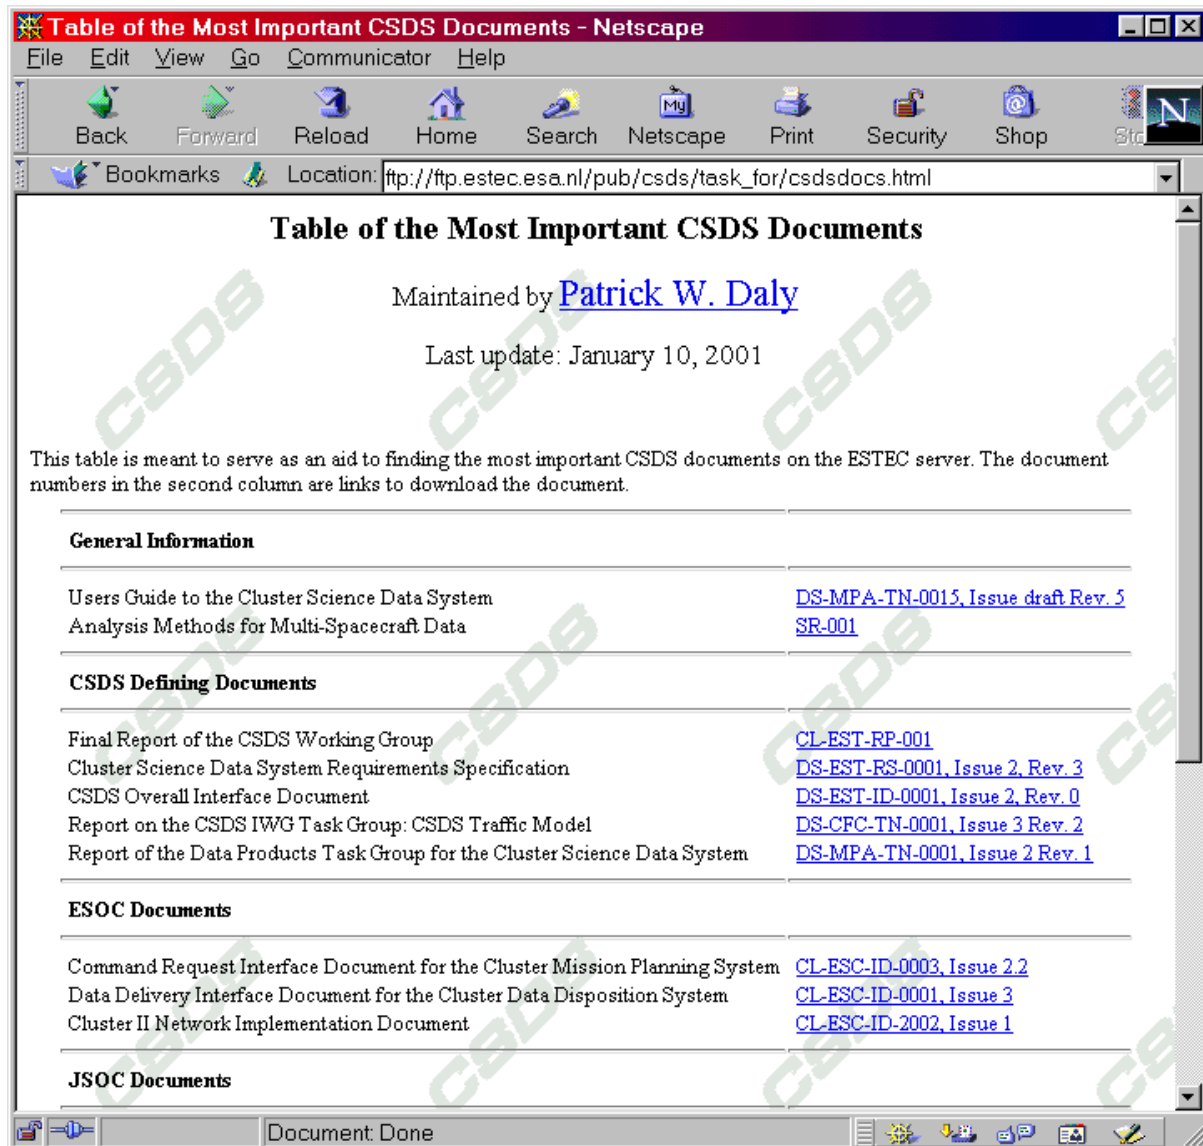 Table of the Most Important CSDS Documents - Netscape
File Edit View Go Communicator Help
Back Forward Reload Home Search Netscape Print Security Shop
My
N
Bookmarks Location: ftp://ftp.estec.esa.nl/pub/csds/task_for/csdsdocs.html
Table of the Most Important CSDS Documents
Maintained by Patrick W. Daly
Last update: January 10, 2001
This table is meant to serve as an aid to finding the most important CSDS documents on the ESTEC server. The document
numbers in the second column are links to download the document.
General Information
Users Guide to the Cluster Science Data System DS-MPA-TN-0015, Issue draft Rev. 5
Analysis Methods for Multi-Spacecraft Data SR-001
CSDS Defining Documents
Final Report of the CSDS Working Group CL-EST-RP-001
Cluster Science Data System Requirements Specification DS-EST-RS-0001, Issue 2, Rev. 3
CSDS Overall Interface Document DS-EST-ID-0001, Issue 2, Rev. 0
Report on the CSDS IWG Task Group: CSDS Traffic Model DS-CFC-TN-0001, Issue 3 Rev. 2
Report of the Data Products Task Group for the Cluster Science Data System DS-MPA-TN-0001, Issue 2 Rev. 1
ESOC Documents
Command Request Interface Document for the Cluster Mission Planning System CL-ESC-ID-0003, Issue 2.2
Data Delivery Interface Document for the Cluster Data Disposition System CL-ESC-ID-0001, Issue 3
Cluster II Network Implementation Document CL-ESC-ID-2002, Issue 1
JSOC Documents
Document: Done